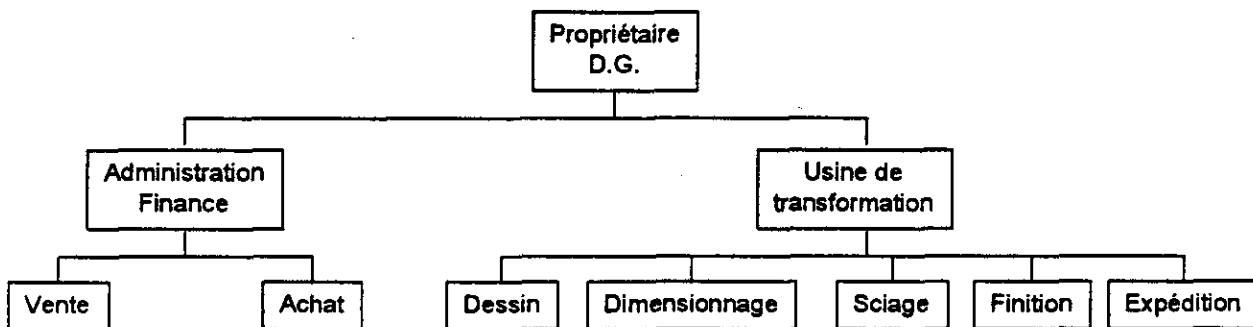 Propriétaire
D.G.
Administration
Finance
Usine de
transformation
Vente
Achat
Dessin
Dimensionnage
Sciage
Finition
Expédition